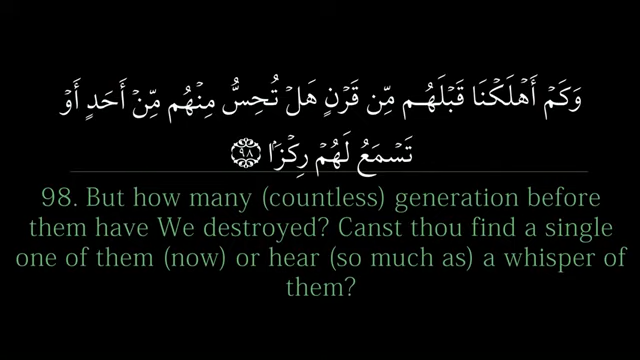 وَكَمْ أَهْلَكْنَا قَبْلَهُم مِّن قَرْنٍ هَلْ تُحِسُّ مِنْهُم مِّنْ أَحَدٍ أَوْ
تَسْمَعُ لَهُمْ رِكْزًا ۝٩٨
98. But how many (countless) generation before
them have We destroyed? Canst thou find a single
one of them (now) or hear (so much as) a whisper of
them?